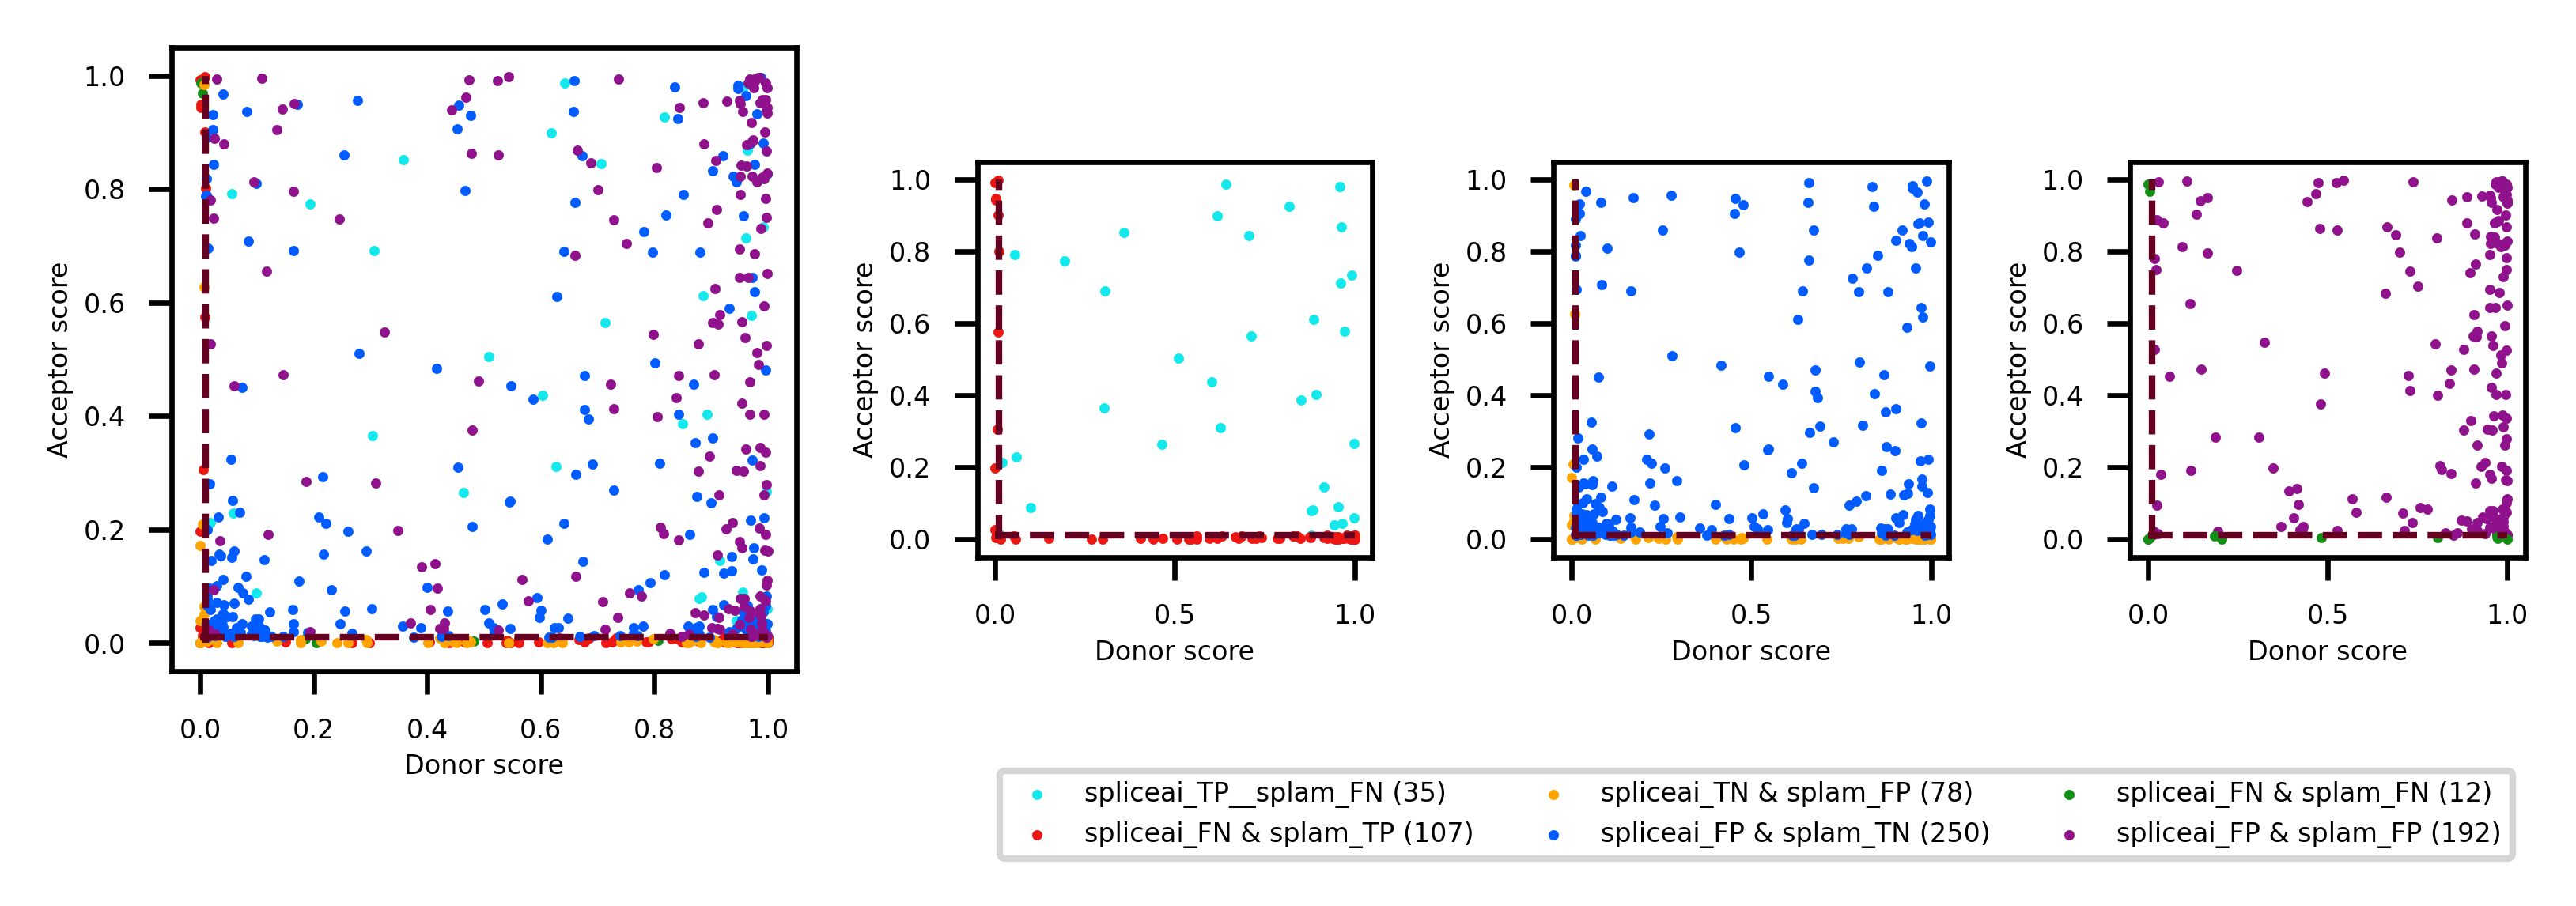 1.0
0.8
0.6
0.4
0.2
0.0
Acceptor score
0.0 0.2 0.4 0.6 0.8 1.0
Donor score
1.0
0.8
0.6
0.4
0.2
0.0
Acceptor score
0.0 0.5 1.0
Donor score
1.0
0.8
0.6
0.4
0.2
0.0
Acceptor score
0.0 0.5 1.0
Donor score
1.0
0.8
0.6
0.4
0.2
0.0
Acceptor score
0.0 0.5 1.0
Donor score
spliceai_TP__splam_FN (35) spliceai_TN & splam_FP (78) spliceai_FN & splam_FN (12)
spliceai_FN & splam_TP (107) spliceai_FP & splam_TN (250) spliceai_FP & splam_FP (192)